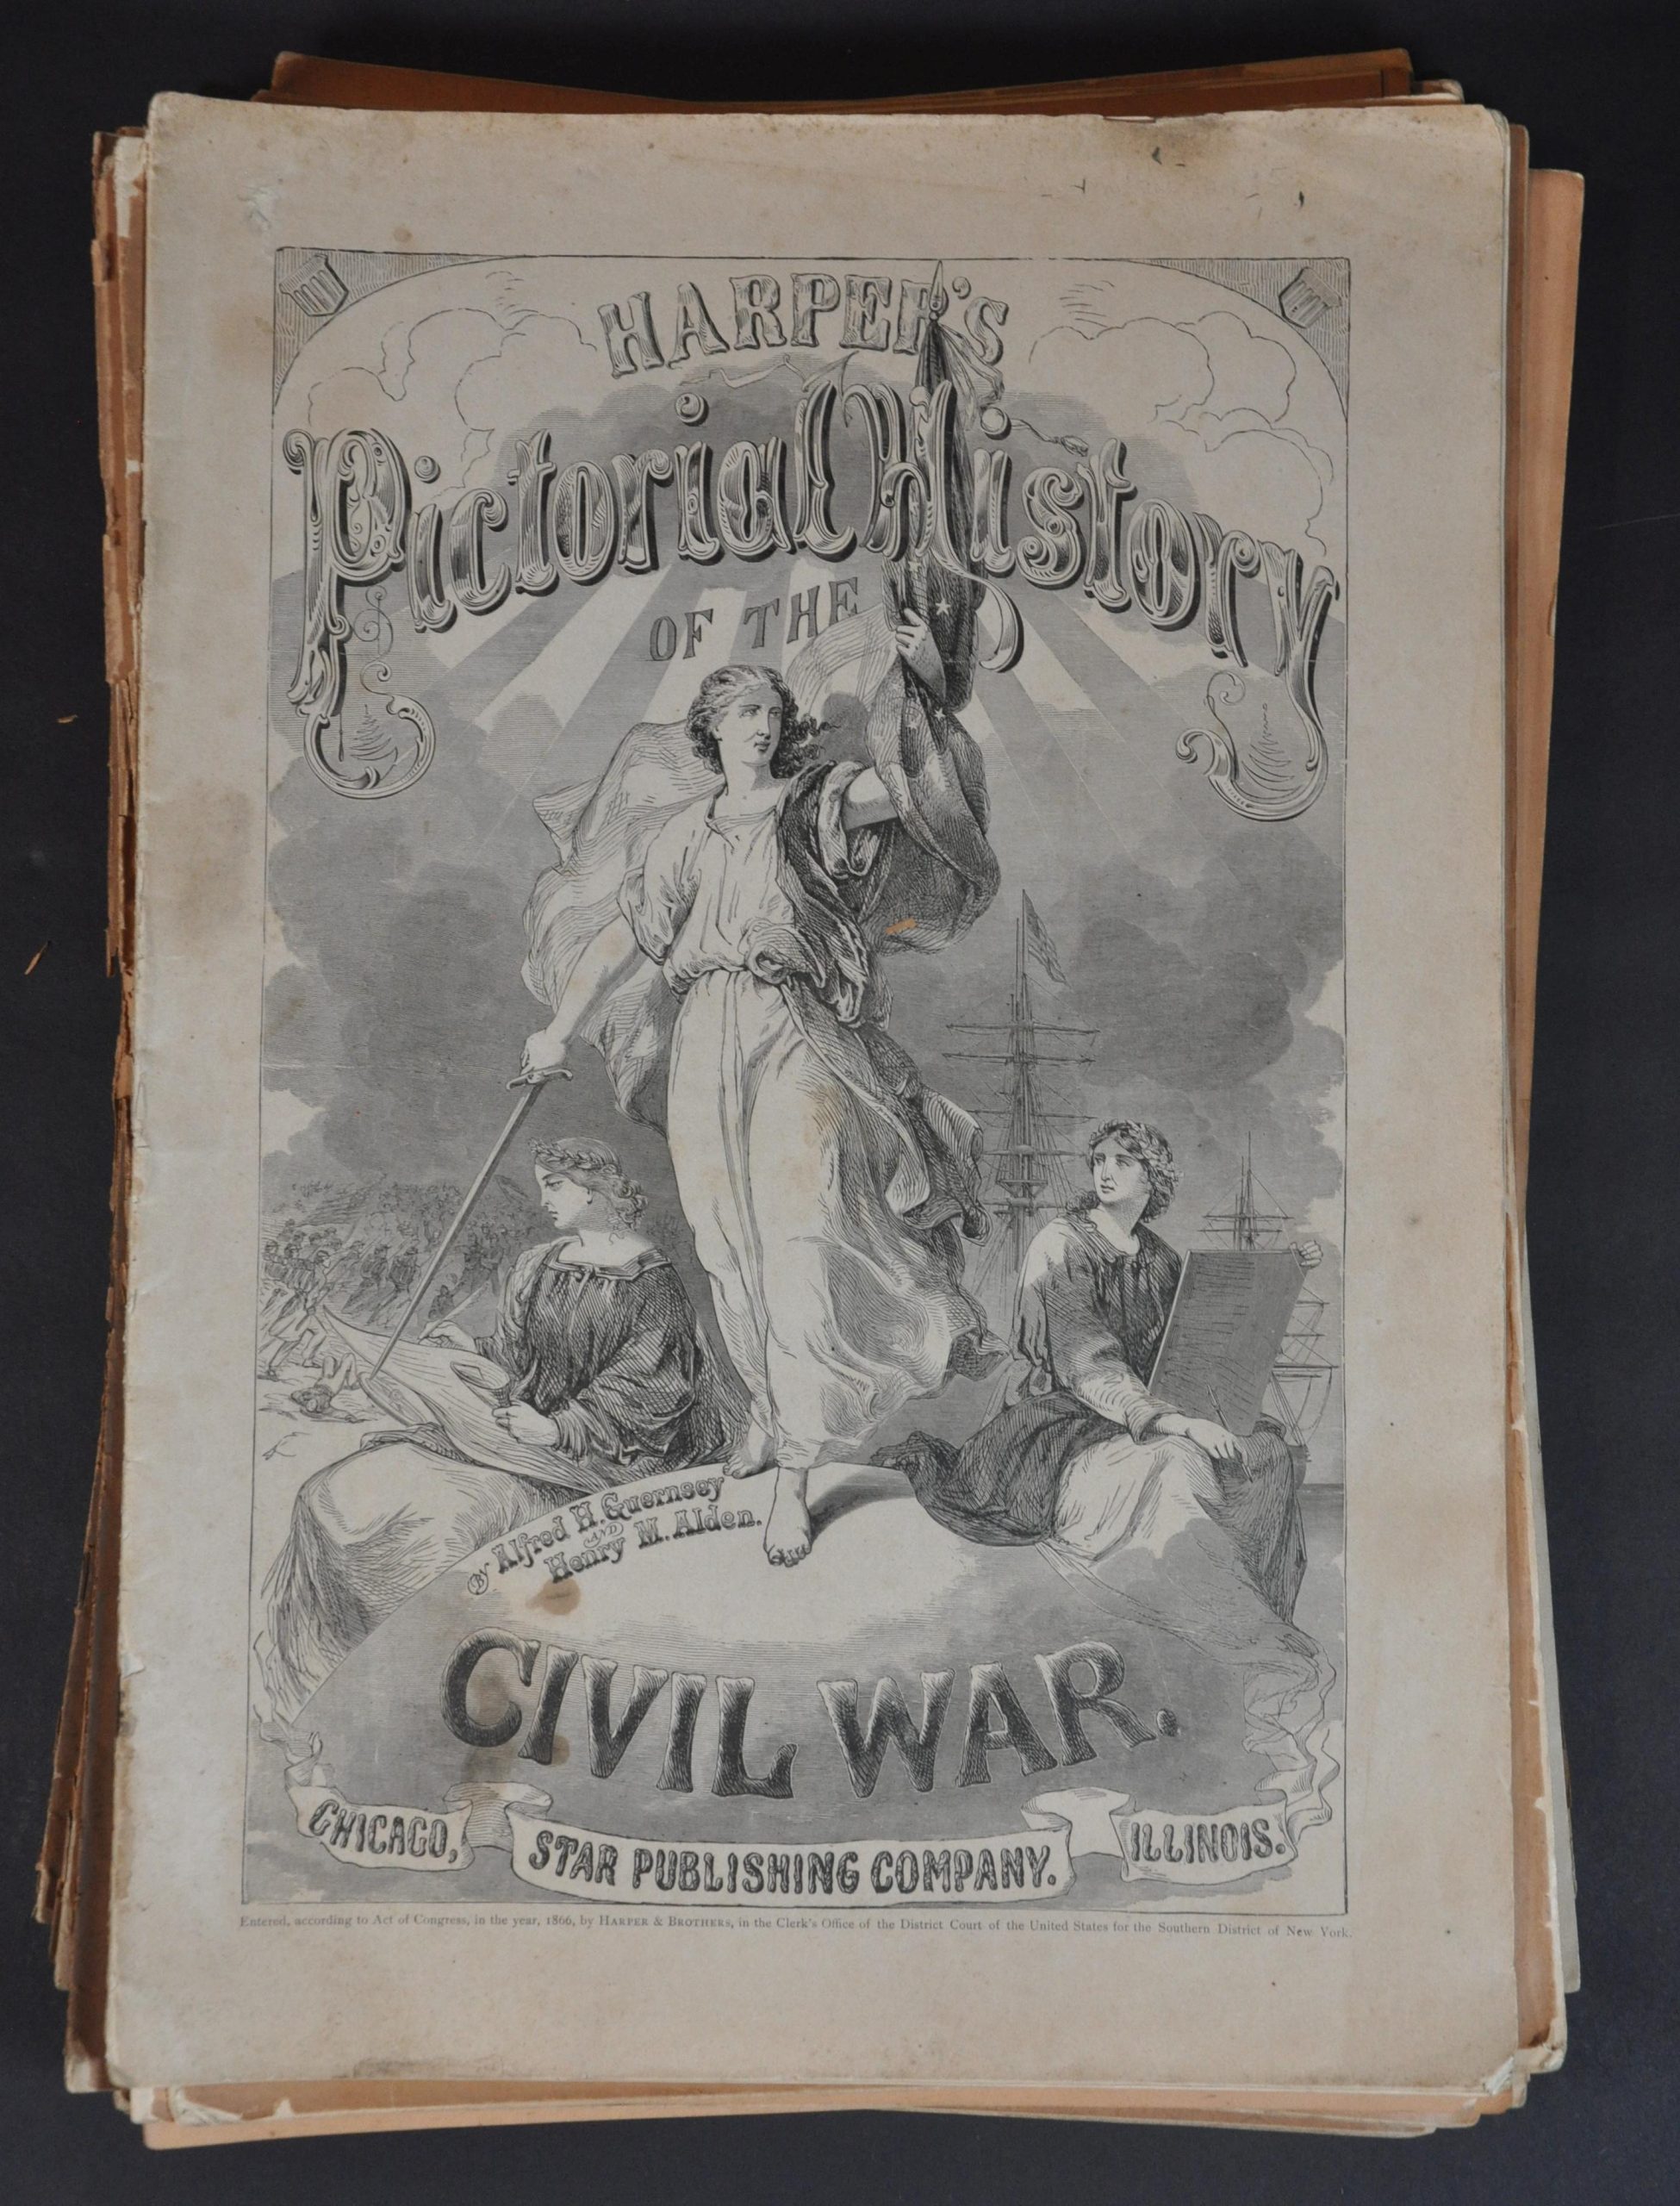 HARPER'S
Pictorial History
OF THE
By Alfred H. Guernsey
AND
Henry M. Alden.
CIVIL WAR.
CHICAGO, STAR PUBLISHING COMPANY. ILLINOIS.
Entered, according to Act of Congress, in the year, 1866, by HARPER & BROTHERS, in the Clerk's Office of the District Court of the United States for the Southern District of New York.